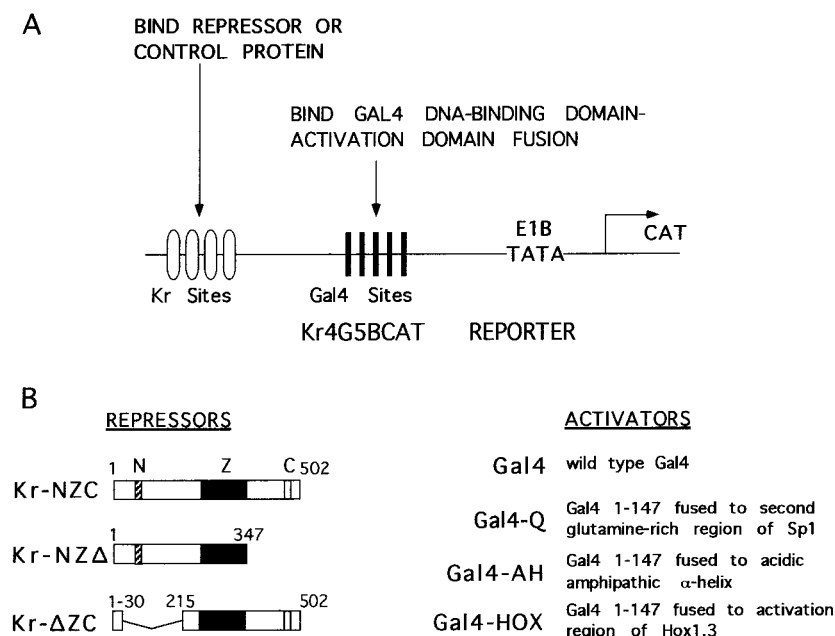 A
BIND REPRESSOR OR
CONTROL PROTEIN
BIND GAL4 DNA-BINDING DOMAIN-
ACTIVATION DOMAIN FUSION
E1B
TATA
CAT
Kr Sites
Gal4 Sites
Kr4G5BCAT REPORTER
B
REPRESSORS
1 N Z C 502
Kr-NZC
1 347
Kr-NZΔ
1-30 215 502
Kr-ΔZC
ACTIVATORS
Gal4 wild type Gal4
Gal4-Q Gal4 1-147 fused to second
glutamine-rich region of Sp1
Gal4-AH Gal4 1-147 fused to acidic
amphipathic α-helix
Gal4-HOX Gal4 1-147 fused to activation
region of Hox1.3